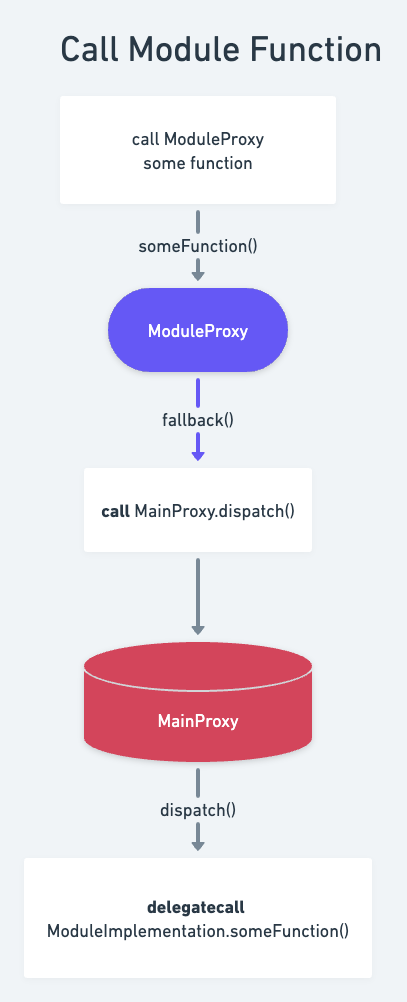 Call Module Function
call ModuleProxy
some function
someFunction()
ModuleProxy
fallback()
call MainProxy.dispatch()
MainProxy
dispatch()
delegatecall
ModuleImplementation.someFunction()